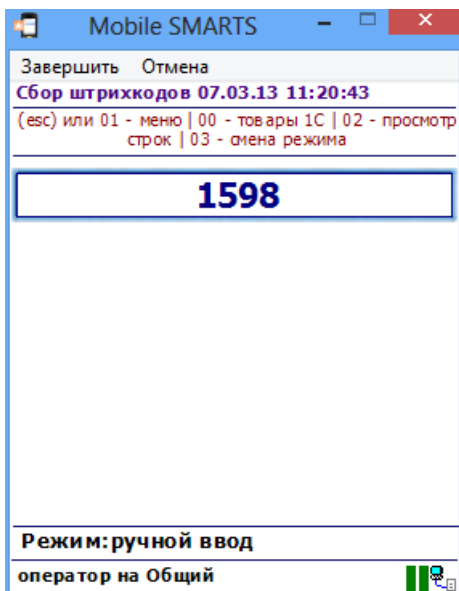 Mobile SMARTS
Завершить Отмена
Сбор штрихкодов 07.03.13 11:20:43
(esc) или 01 - меню | 00 - товары 1С | 02 - просмотр
строк | 03 - смена режима
1598
Режим:ручной ввод
оператор на Общий